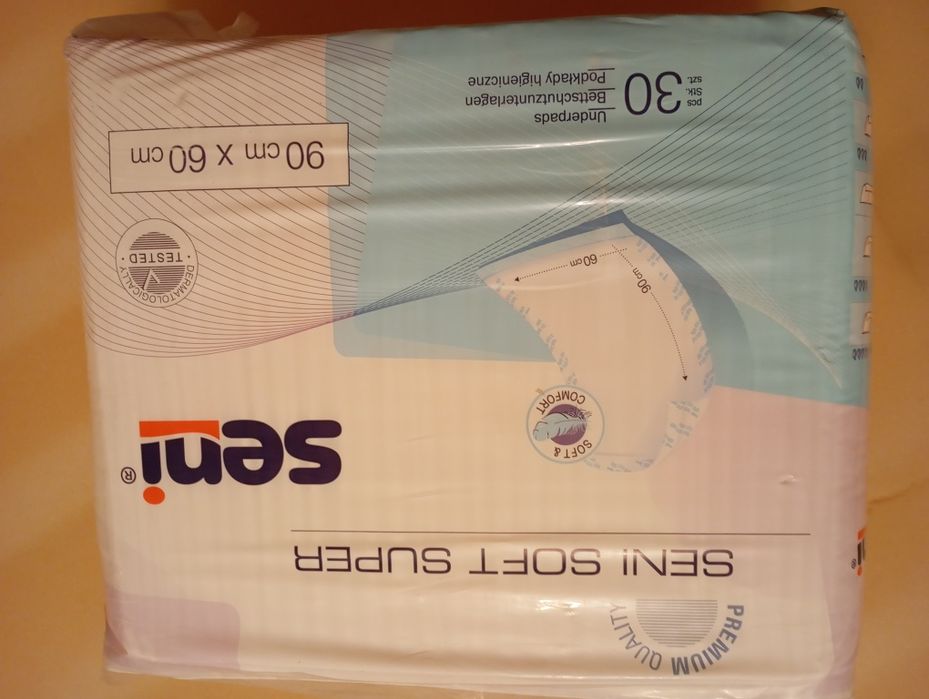 PREMIUM QUALITY
SENI SOFT SUPER
seni®
SOFT & COMFORT
60 cm
90 cm
DERMATOLOGICALLY
• TESTED •
90 cm x 60 cm
30 pcs
Stk.
szt.
Underpads
Bettschutzunterlagen
Podkłady higieniczne